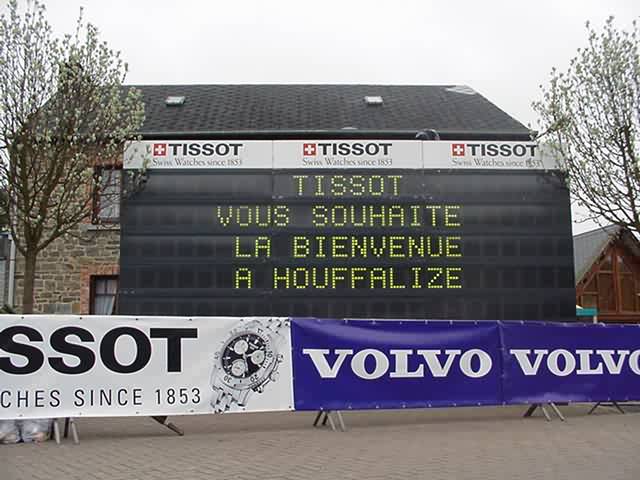 TISSOT TISSOT TISSOT
Swiss Watches since 1853 Swiss Watches since 1853 Swiss Watches since 1853
TISSOT
VOUS SOUHAITE
LA BIENVENUE
A HOUFFALIZE
SSOT
CHES SINCE 1853
VOLVO VOLVO